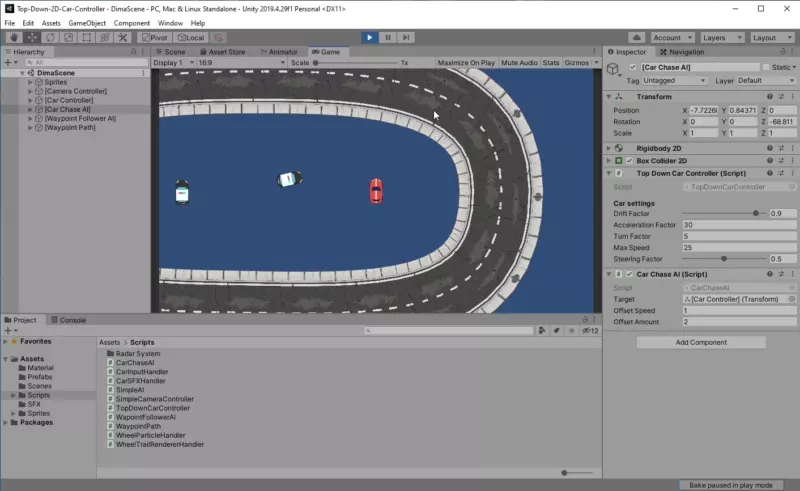 Top-Down-2D-Car-Controller - DimaScene - PC, Mac & Linux Standalone - Unity 2019.4.29f1 Personal <DX11>
File Edit Assets GameObject Component Window Help
Pivot Local Account Layers Layout
Hierarchy
All
DimaScene
Sprites
[Camera Controller]
[Car Controller]
[Car Chase AI]
[Waypoint Follower AI]
[Waypoint Path]
Scene Asset Store Animator Game
Display 1 16:9 Scale 1x Maximize On Play Mute Audio Stats Gizmos
Inspector Navigation
[Car Chase AI] Static
Tag Untagged Layer Default
Transform
Position X -7.7226 Y 0.84371 Z 0
Rotation X 0 Y 0 Z -68.811
Scale X 1 Y 1 Z 1
Rigidbody 2D
Box Collider 2D
Top Down Car Controller (Script)
Script TopDownCarController
Car settings
Drift Factor 0.9
Acceleration Factor 30
Turn Factor 5
Max Speed 25
Steering Factor 0.5
Car Chase AI (Script)
Script CarChaseAI
Target [Car Controller] (Transform)
Offset Speed 1
Offset Amount 2
Add Component
Project Console
12
Favorites
Assets
Material
Prefabs
Scenes
Scripts
SFX
Sprites
Packages
Assets > Scripts
Radar System
CarChaseAI
CarInputHandler
CarSFXHandler
SimpleAI
SimpleCameraController
TopDownCarController
WapointFollowerAI
WaypointPath
WheelParticleHandler
WheelTrailRendererHandler
Bake paused in play mode